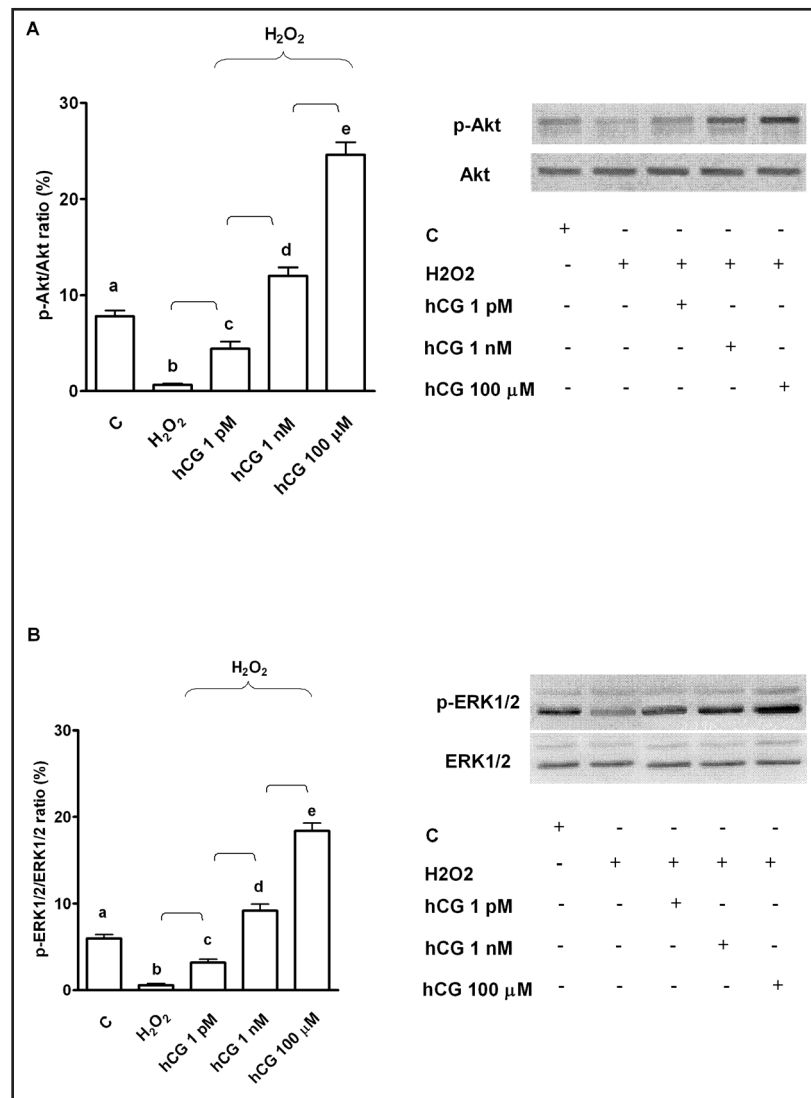 A
H₂O₂
30
20
10
0
p-Akt/Akt ratio (%)
a
b
c
d
e
C
H₂O₂
hCG 1 pM
hCG 1 nM
hCG 100 μM
p-Akt
Akt
C + - - - -
H2O2 - + + + +
hCG 1 pM - - + - -
hCG 1 nM - - - + -
hCG 100 μM - - - - +
B
H₂O₂
30
20
10
0
p-ERK1/2/ERK1/2 ratio (%)
a
b
c
d
e
C
H₂O₂
hCG 1 pM
hCG 1 nM
hCG 100 μM
p-ERK1/2
ERK1/2
C + - - - -
H2O2 - + + + +
hCG 1 pM - - + - -
hCG 1 nM - - - + -
hCG 100 μM - - - - +